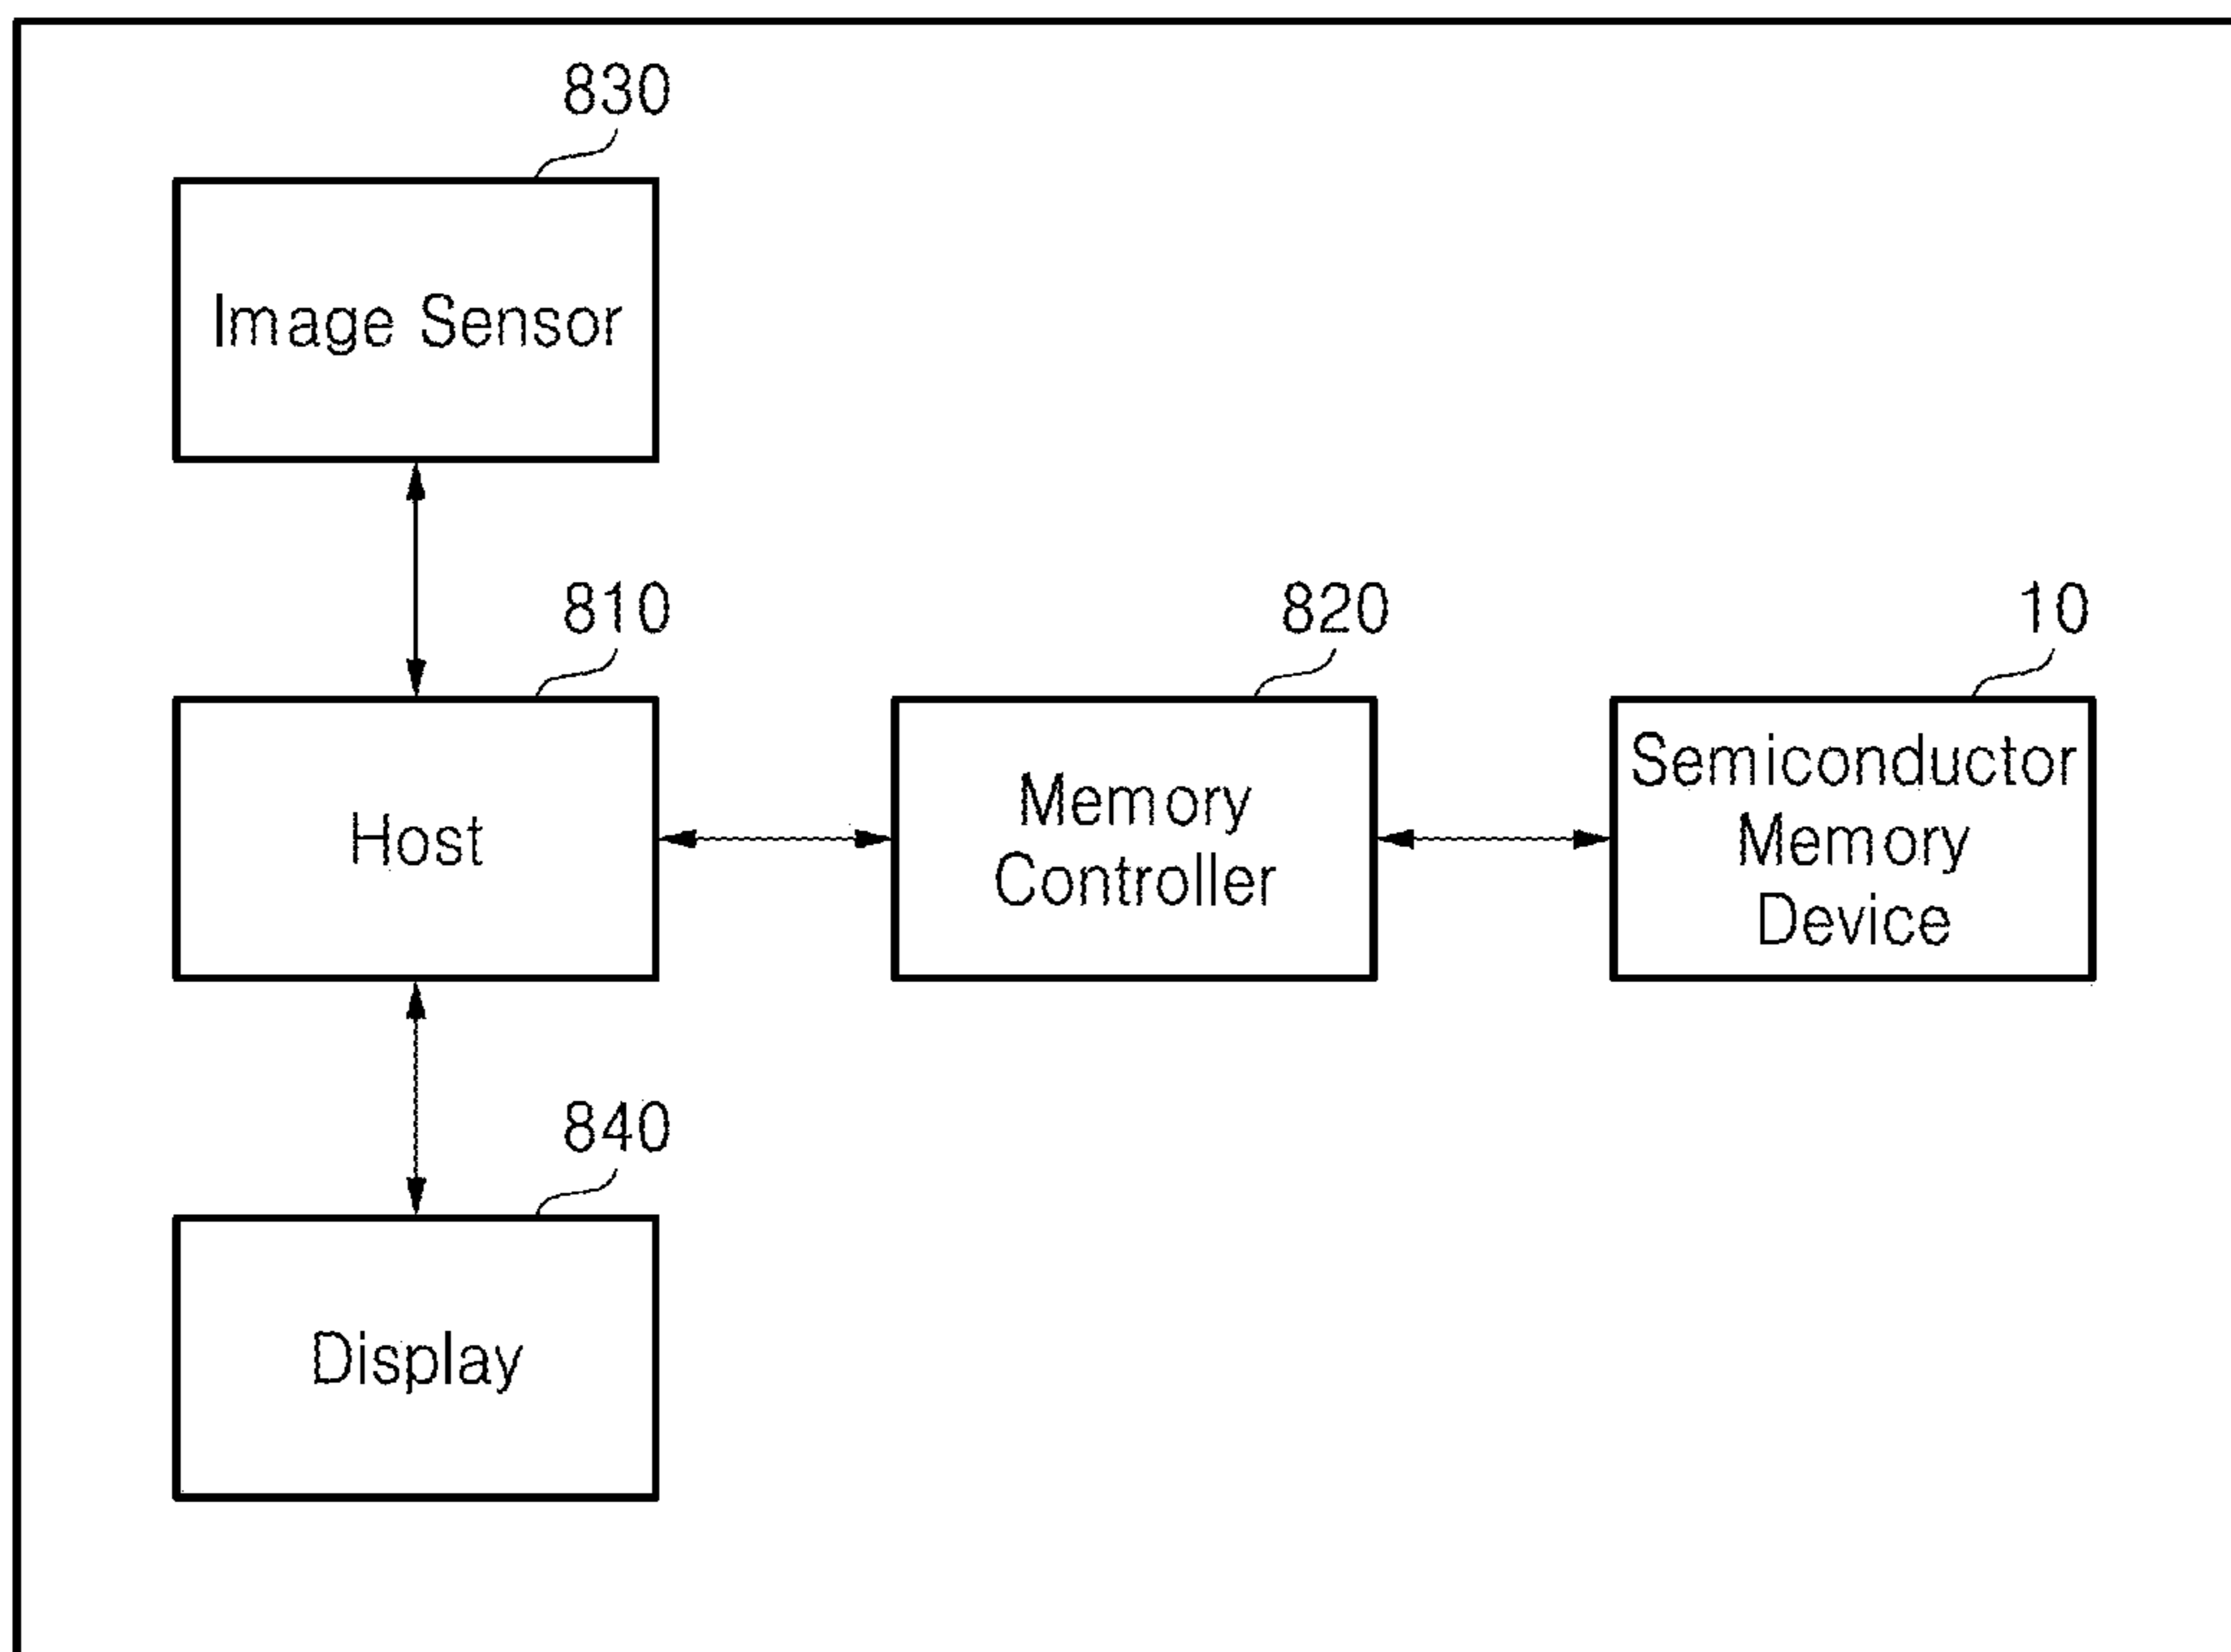 830
Image Sensor
810
820
10
Host
Memory
Controller
Semiconductor
Memory
Device
840
Display